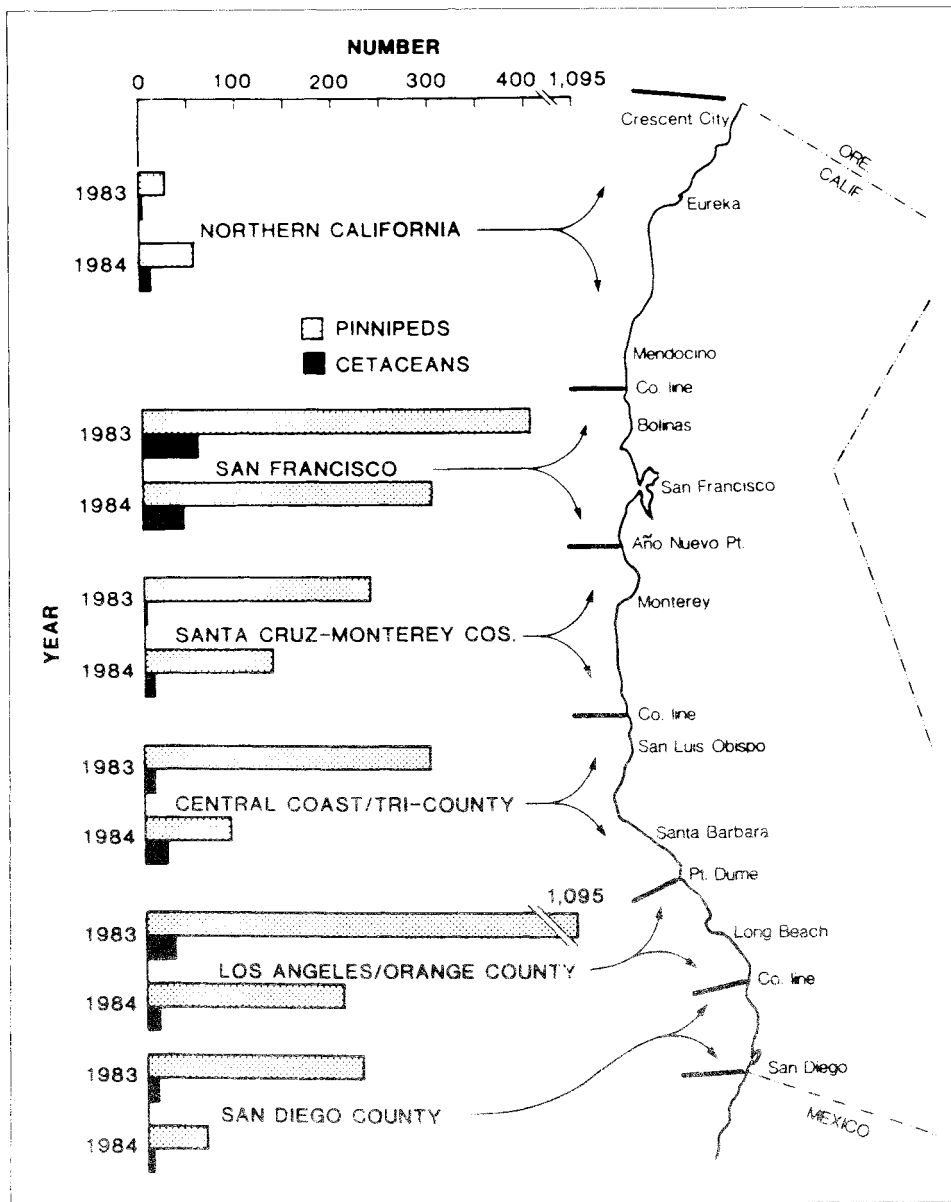 NUMBER
0 100 200 300 400 1,095
Crescent City
ORE.
CALIF.
1983
Eureka
NORTHERN CALIFORNIA
1984
PINNIPEDS
Mendocino
CETACEANS
Co. line
Bolinas
1983
SAN FRANCISCO
San Francisco
1984
Año Nuevo Pt.
1983
Monterey
YEAR
SANTA CRUZ-MONTEREY COS.
1984
Co. line
San Luis Obispo
1983
CENTRAL COAST/TRI-COUNTY
Santa Barbara
1984
Pt. Dume
1,095
1983
Long Beach
LOS ANGELES/ORANGE COUNTY
Co. line
1984
1983
San Diego
SAN DIEGO COUNTY
MEXICO
1984